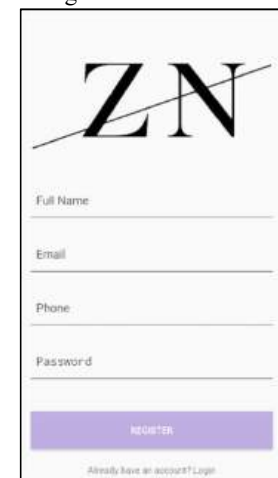 ZN
Full Name
Email
Phone
Password
REGISTER
Already have an account? Login